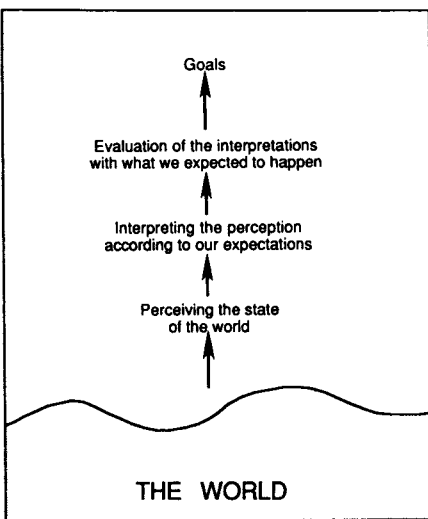 Goals
Evaluation of the interpretations
with what we expected to happen
Interpreting the perception
according to our expectations
Perceiving the state
of the world
THE WORLD